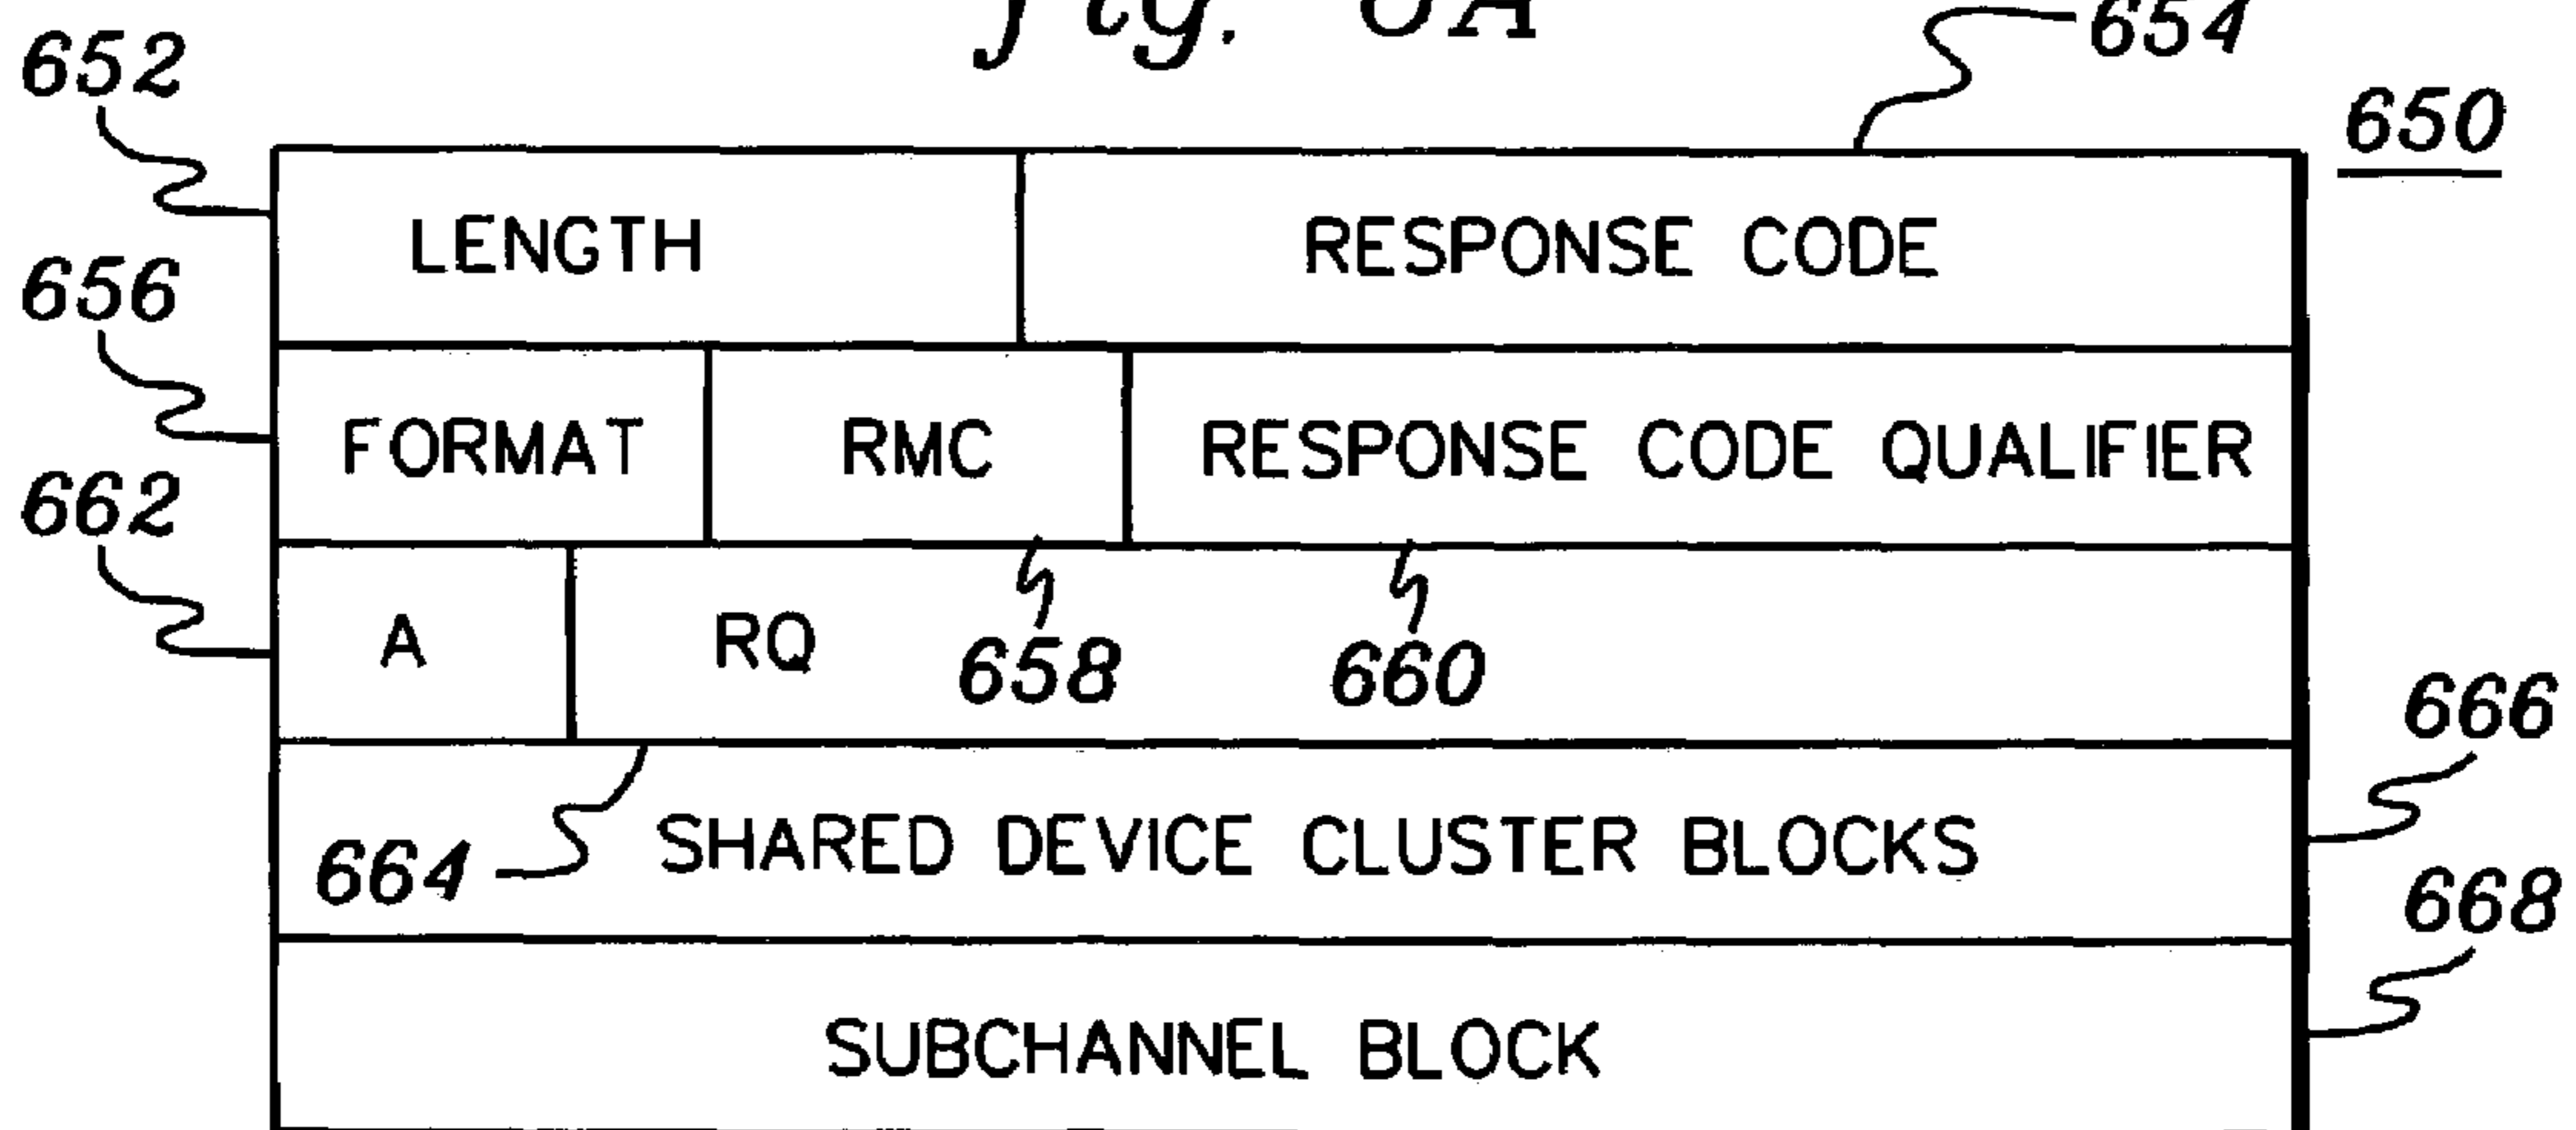 654
652
650
LENGTH RESPONSE CODE
656
FORMAT RMC RESPONSE CODE QUALIFIER
662
A RQ 658 660
666
664 SHARED DEVICE CLUSTER BLOCKS
668
SUBCHANNEL BLOCK